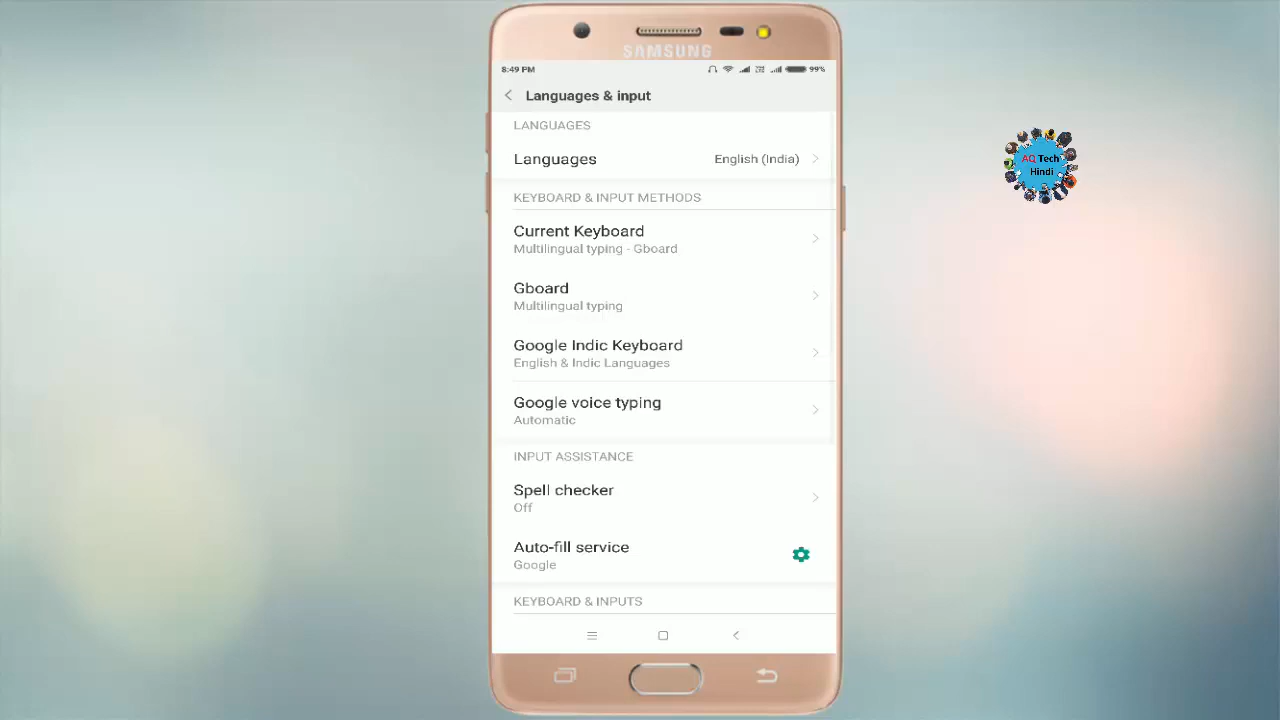 SAMSUNG
8:49 PM
99%
Languages & input
LANGUAGES
Languages
English (India)
KEYBOARD & INPUT METHODS
Current Keyboard
Multilingual typing - Gboard
Gboard
Multilingual typing
Google Indic Keyboard
English & Indic Languages
Google voice typing
Automatic
INPUT ASSISTANCE
Spell checker
Off
Auto-fill service
Google
KEYBOARD & INPUTS
AQ Tech
Hindi